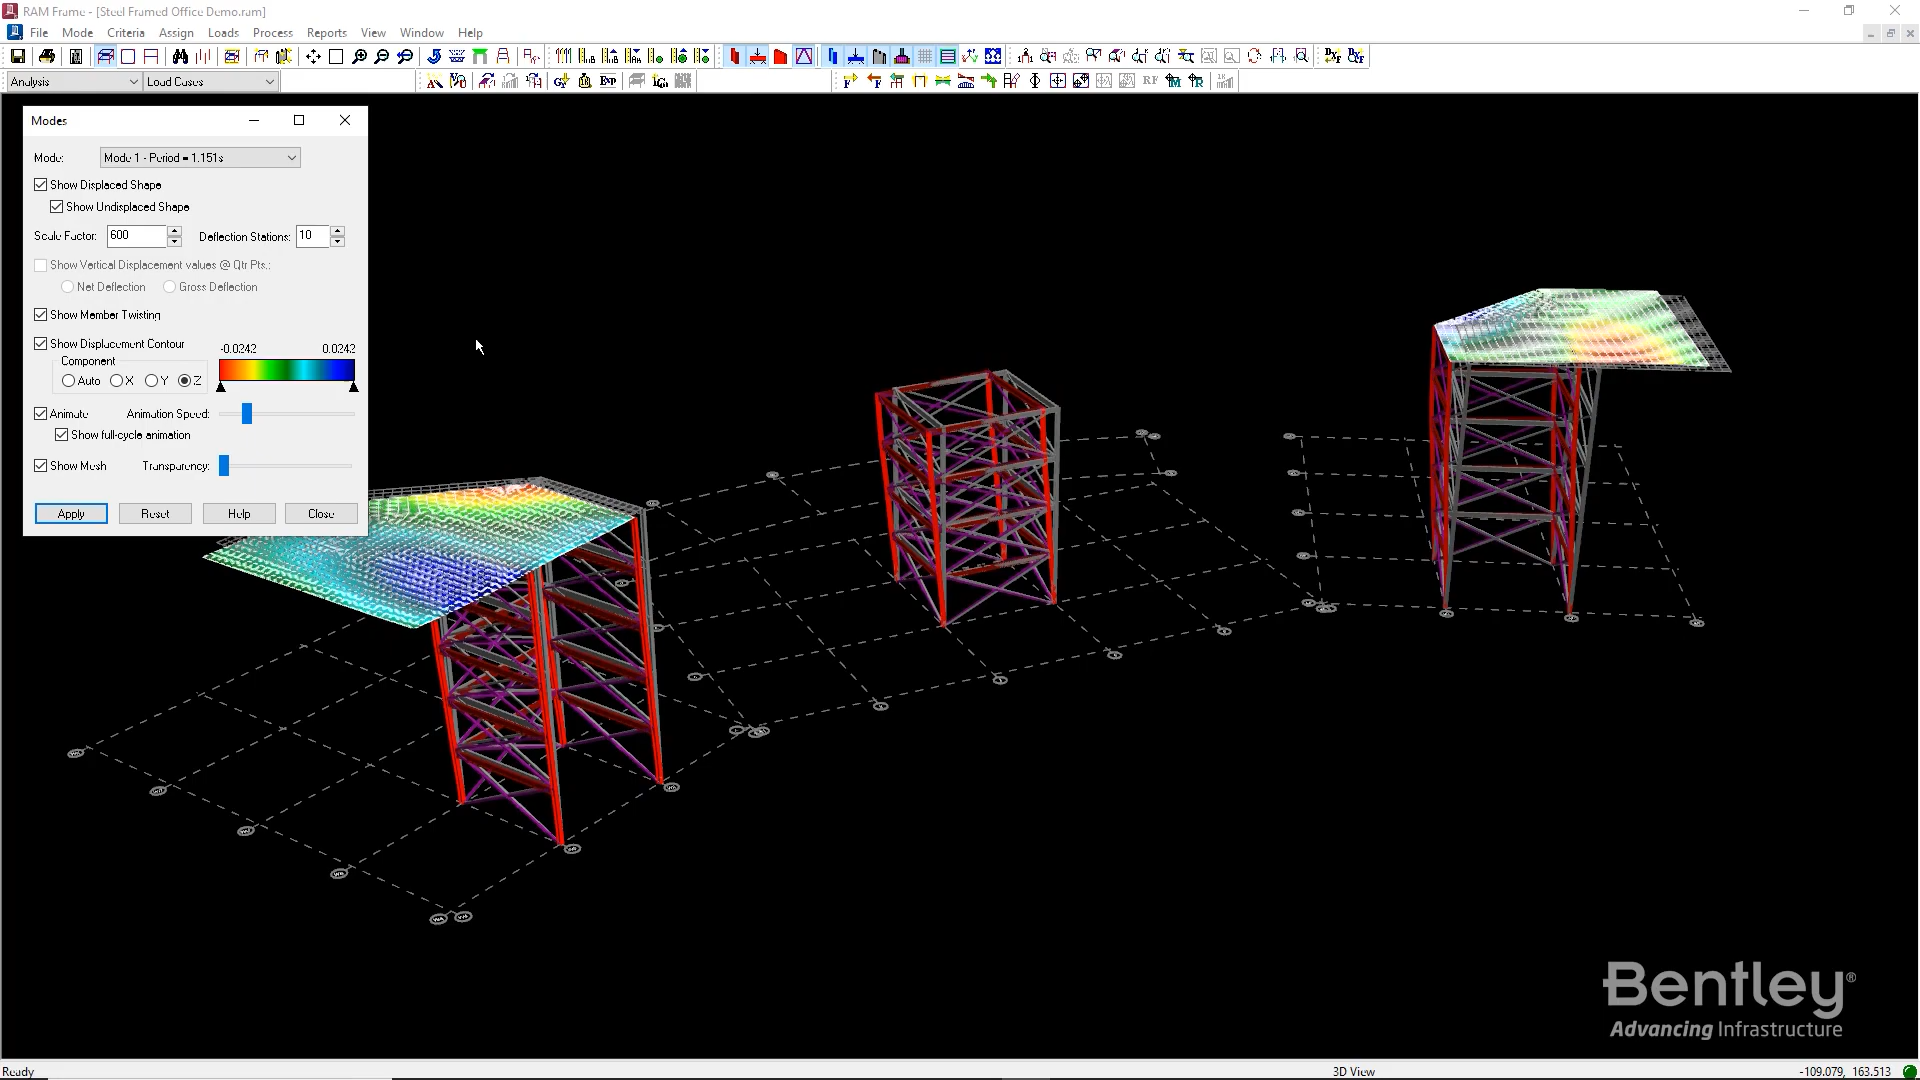 RAM Frame - [Steel Framed Office Demo.ram]
File Mode Criteria Assign Loads Process Reports View Window Help
Analysis Load Cases
RF
Modes
Mode: Mode 1 - Period = 1.151s
Show Displaced Shape
Show Undisplaced Shape
Scale Factor: 600 Deflection Stations: 10
Show Vertical Displacement values @ Qtr Pts.:
Net Deflection Gross Deflection
Show Member Twisting
Show Displacement Contour -0.0242 0.0242
Component
Auto X Y Z
Animate Animation Speed:
Show full-cycle animation
Show Mesh Transparency:
Apply Reset Help Close
Bentley®
Advancing Infrastructure
Ready 3D View -109.079, 163.513